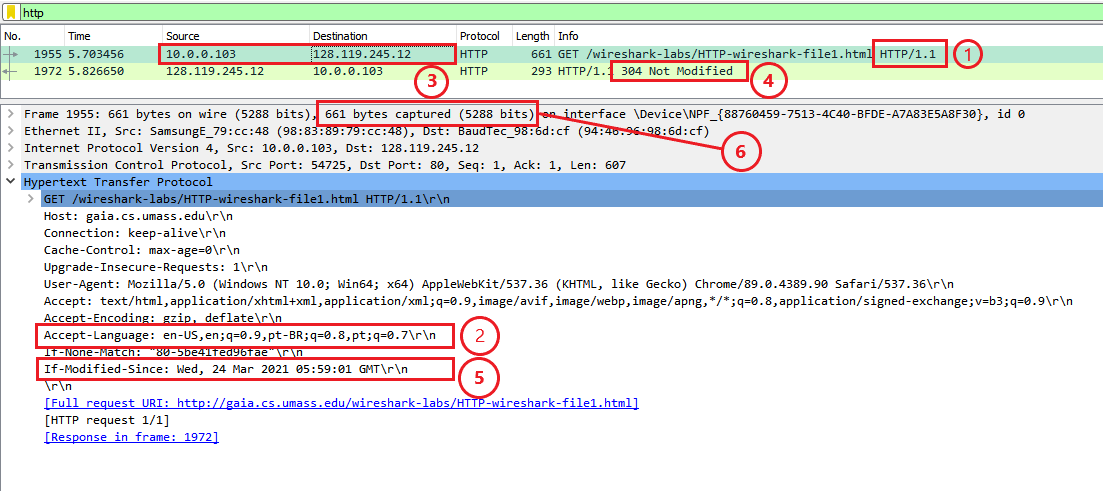 http
No. Time Source Destination Protocol Length Info
1955 5.703456 10.0.0.103 128.119.245.12 HTTP 661 GET /wireshark-labs/HTTP-wireshark-file1.html HTTP/1.1 1
1972 5.826650 128.119.245.12 10.0.0.103 HTTP 293 HTTP/1.1 304 Not Modified
3 4
Frame 1955: 661 bytes on wire (5288 bits), 661 bytes captured (5288 bits) on interface \Device\NPF_{88760459-7513-4C40-BFDE-A7A83E5A8F30}, id 0
Ethernet II, Src: SamsungE_79:cc:48 (98:83:89:79:cc:48), Dst: BaudTec_98:6d:cf (94:46:96:98:6d:cf)
Internet Protocol Version 4, Src: 10.0.0.103, Dst: 128.119.245.12 6
Transmission Control Protocol, Src Port: 54725, Dst Port: 80, Seq: 1, Ack: 1, Len: 607
Hypertext Transfer Protocol
GET /wireshark-labs/HTTP-wireshark-file1.html HTTP/1.1\r\n
Host: gaia.cs.umass.edu\r\n
Connection: keep-alive\r\n
Cache-Control: max-age=0\r\n
Upgrade-Insecure-Requests: 1\r\n
User-Agent: Mozilla/5.0 (Windows NT 10.0; Win64; x64) AppleWebKit/537.36 (KHTML, like Gecko) Chrome/89.0.4389.90 Safari/537.36\r\n
Accept: text/html,application/xhtml+xml,application/xml;q=0.9,image/avif,image/webp,image/apng,*/*;q=0.8,application/signed-exchange;v=b3;q=0.9\r\n
Accept-Encoding: gzip, deflate\r\n
Accept-Language: en-US,en;q=0.9,pt-BR;q=0.8,pt;q=0.7\r\n 2
If-None-Match: "80-5be41fed96fae"\r\n
If-Modified-Since: Wed, 24 Mar 2021 05:59:01 GMT\r\n 5
\r\n
[Full request URI: http://gaia.cs.umass.edu/wireshark-labs/HTTP-wireshark-file1.html]
[HTTP request 1/1]
[Response in frame: 1972]